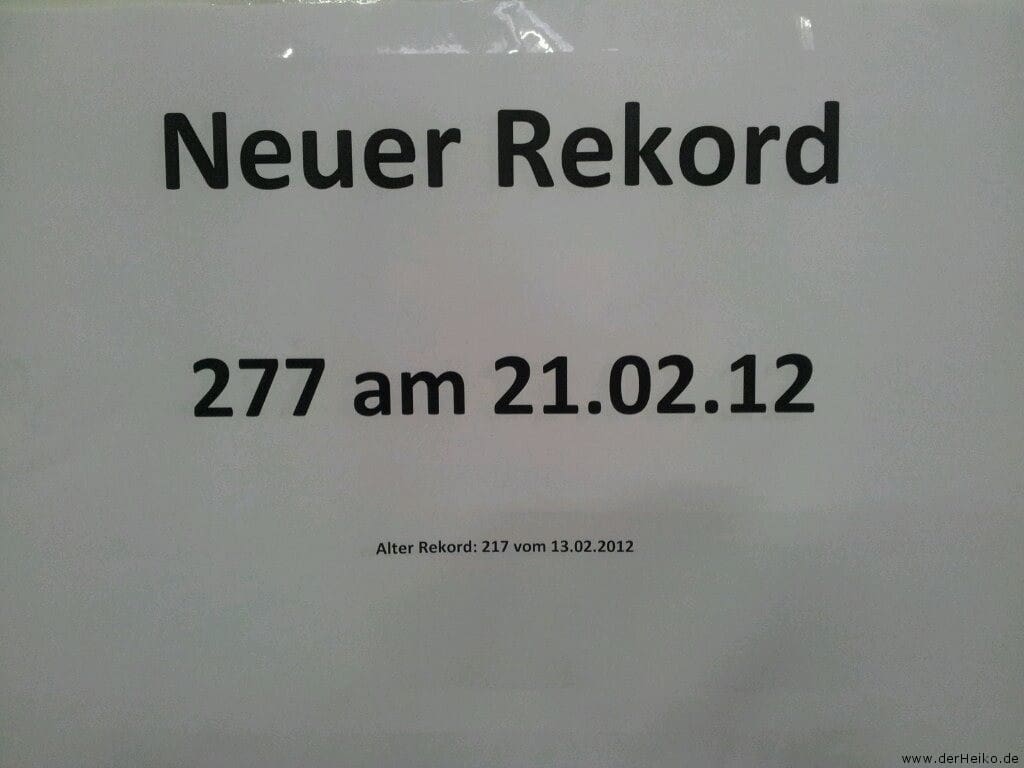 Neuer Rekord
277 am 21.02.12
Alter Rekord: 217 vom 13.02.2012
www.derHeiko.de